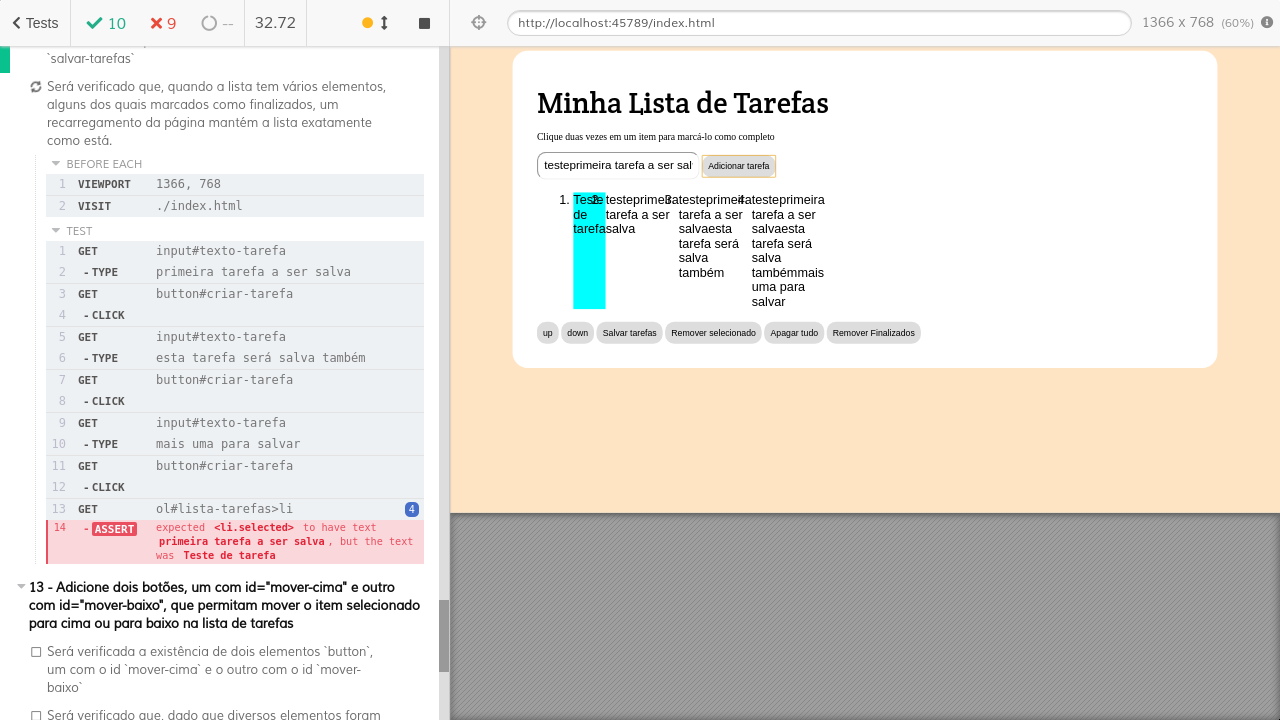 Tests
10
9
--
32.72
http://localhost:45789/index.html
1366 x 768 (60%)
`salvar-tarefas`
Será verificado que, quando a lista tem vários elementos,
alguns dos quais marcados como finalizados, um
recarregamento da página mantém a lista exatamente
como está.
BEFORE EACH
1 VIEWPORT 1366, 768
2 VISIT ./index.html
TEST
1 GET input#texto-tarefa
2 -TYPE primeira tarefa a ser salva
3 GET button#criar-tarefa
4 -CLICK
5 GET input#texto-tarefa
6 -TYPE esta tarefa será salva também
7 GET button#criar-tarefa
8 -CLICK
9 GET input#texto-tarefa
10 -TYPE mais uma para salvar
11 GET button#criar-tarefa
12 -CLICK
13 GET ol#lista-tarefas>li 4
14 -ASSERT expected <li.selected> to have text
primeira tarefa a ser salva, but the text
was Teste de tarefa
13 - Adicione dois botões, um com id="mover-cima" e outro
com id="mover-baixo", que permitam mover o item selecionado
para cima ou para baixo na lista de tarefas
Será verificada a existência de dois elementos `button`,
um com o id `mover-cima` e o outro com o id `mover-
baixo`
Será verificado que, dado que diversos elementos foram
Minha Lista de Tarefas
Clique duas vezes em um item para marcá-lo como completo
testeprimeira tarefa a ser sal
Adicionar tarefa
1. Teste
de
tarefa
2. testeprimeira
tarefa a ser
salva
3. testeprimeira
tarefa a ser
salvaesta
tarefa será
salva
também
4. testeprimeira
tarefa a ser
salvaesta
tarefa será
salva
tambémmais
uma para
salvar
up
down
Salvar tarefas
Remover selecionado
Apagar tudo
Remover Finalizados